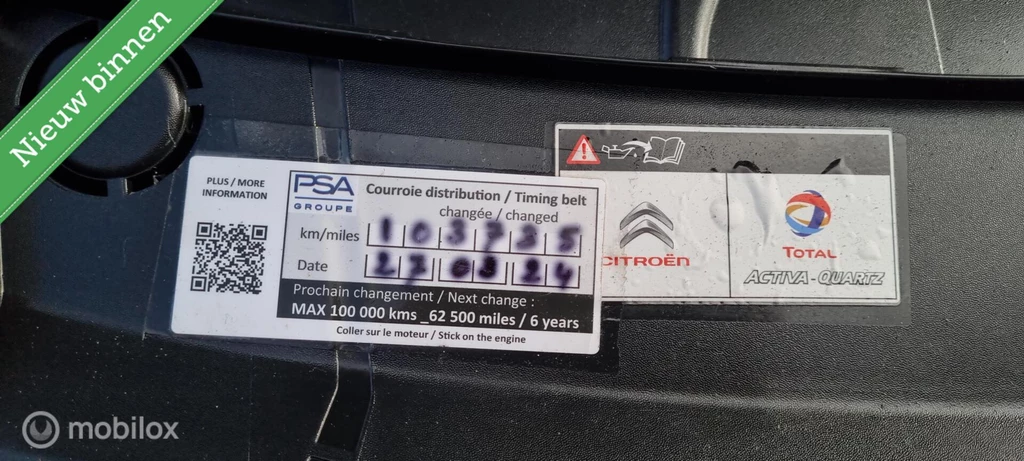 Nieuw binnen
PLUS / MORE
INFORMATION
PSA
GROUPE
Courroie distribution / Timing belt
changée / changed
km/miles 103735
Date 27 03 24
Prochain changement / Next change :
MAX 100 000 kms _62 500 miles / 6 years
Coller sur le moteur / Stick on the engine
CITROËN
TOTAL
ACTIVA-QUARTZ
mobilox